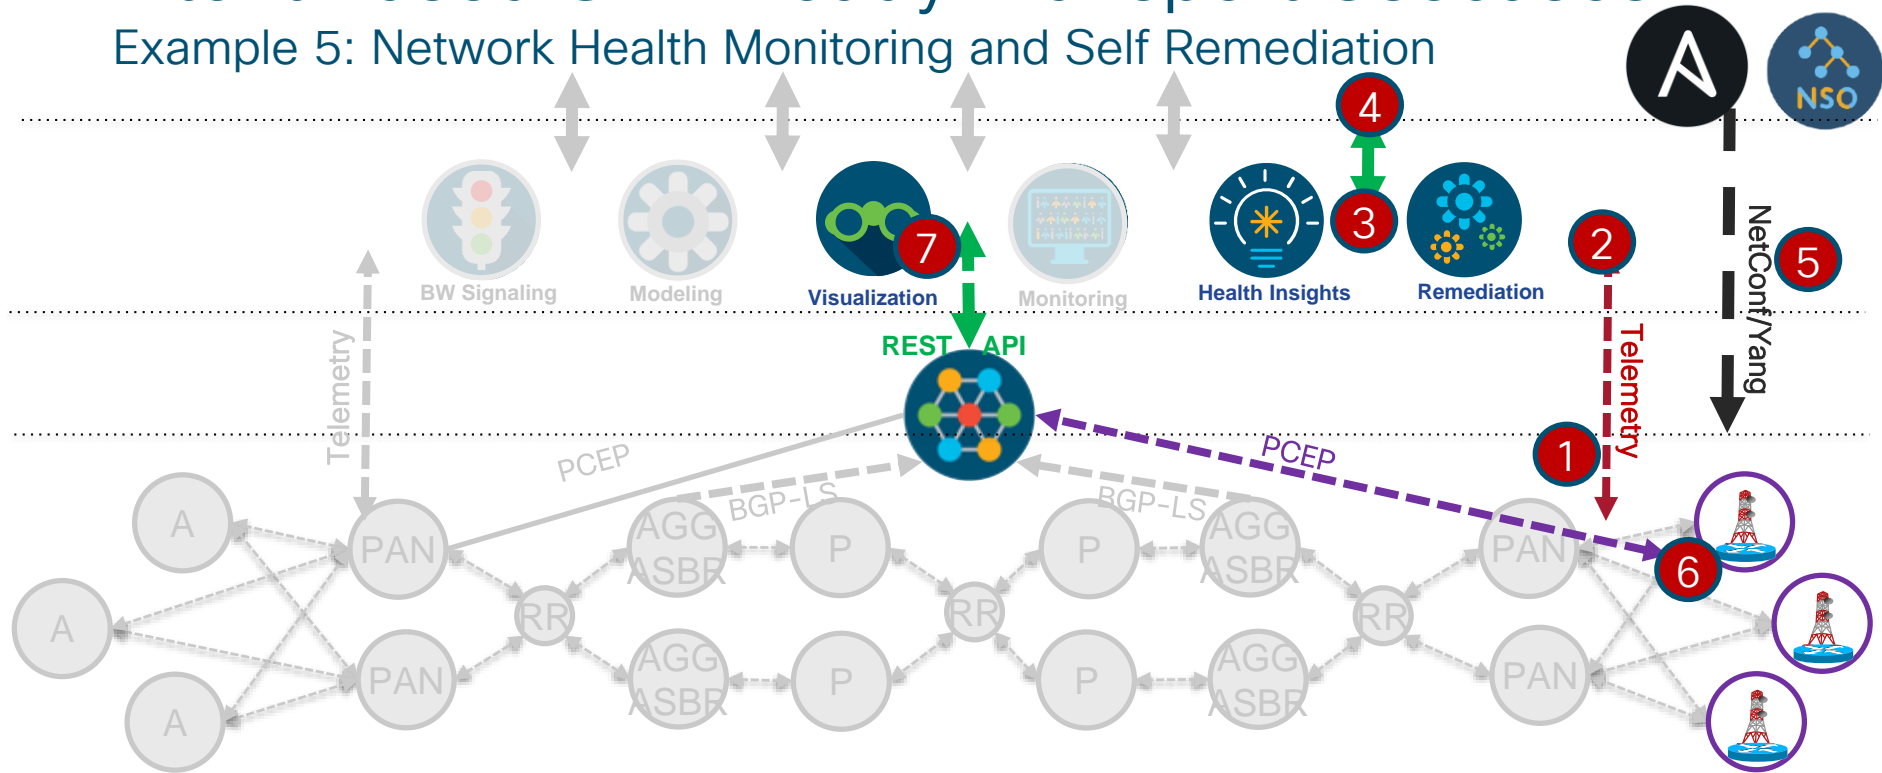 Example 5: Network Health Monitoring and Self Remediation
NSO
4
3
2
5
7
BW Signaling
Modeling
Visualization
Monitoring
Health Insights
Remediation
NetConf/Yang
Telemetry
Telemetry
REST API
PCEP
PCEP
BGP-LS
BGP-LS
1
6
A
PAN
AGG
ASBR
P
P
AGG
ASBR
PAN
A
RR
RR
RR
A
PAN
AGG
ASBR
P
P
AGG
ASBR
PAN